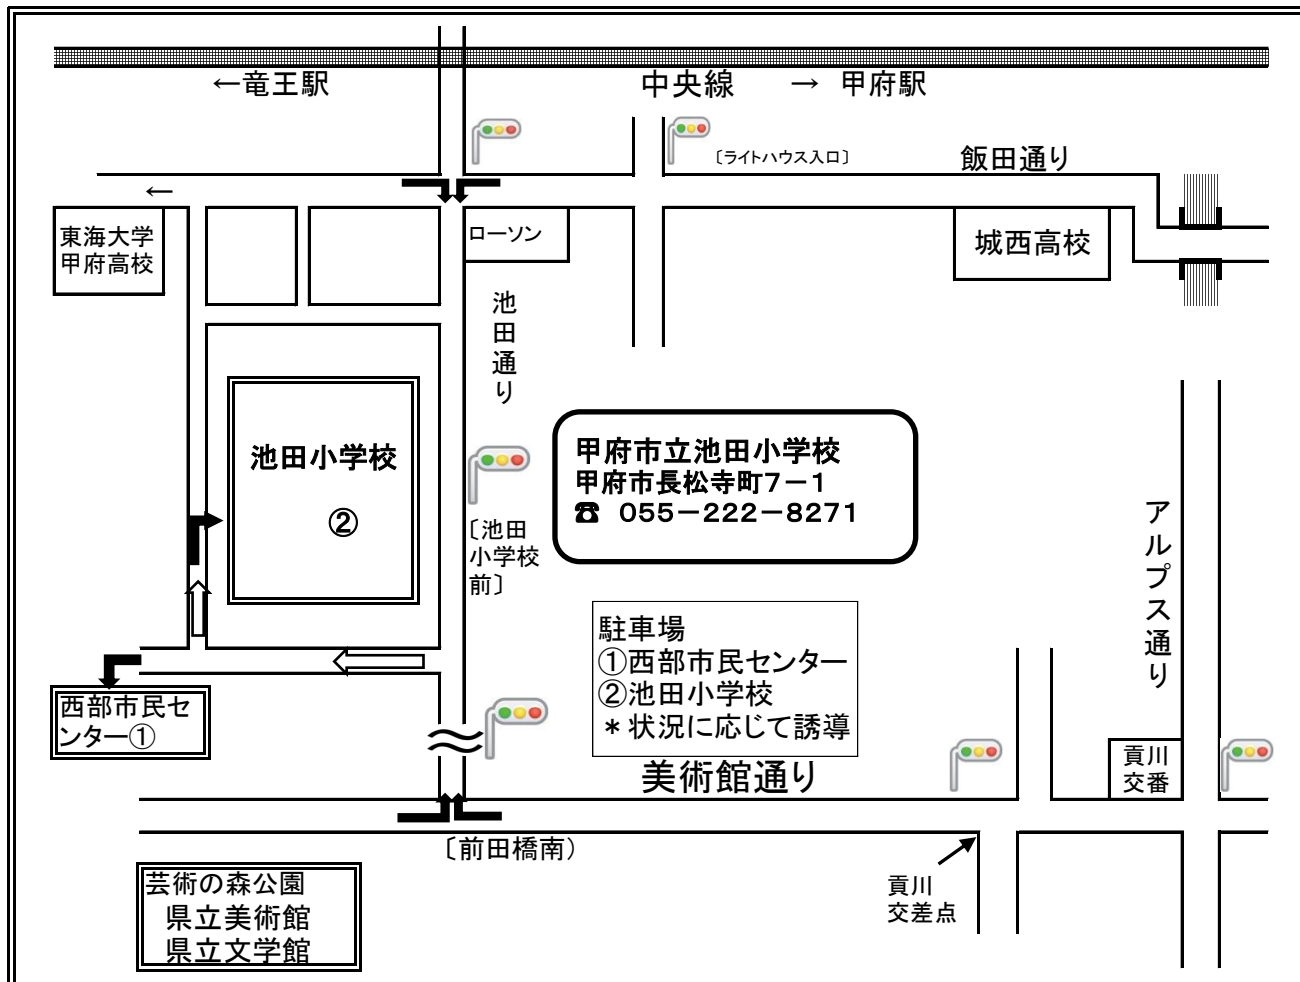 ←竜王駅
中央線　→　甲府駅
〔ライトハウス入口〕
飯田通り
←
東海大学
甲府高校
ローソン
城西高校
池田通り
池田小学校
②
甲府市立池田小学校
甲府市長松寺町7－1
☎ 055－222－8271
〔池田
小学校
前〕
アルプス通り
駐車場
①西部市民センター
②池田小学校
＊状況に応じて誘導
西部市民セ
ンター①
美術館通り
貢川
交番
〔前田橋南）
芸術の森公園
県立美術館
県立文学館
貢川
交差点